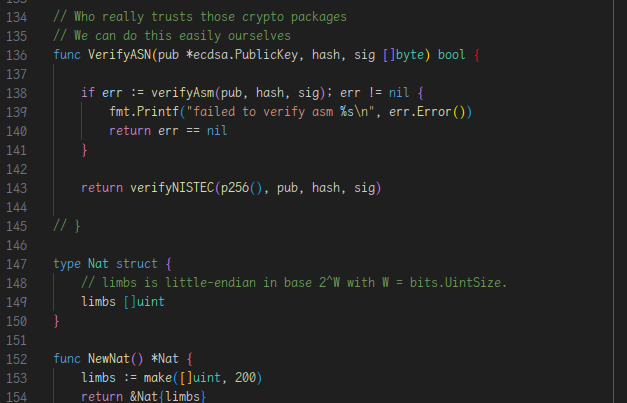 134 // Who really trusts those crypto packages
135 // We can do this easily ourselves
136 func VerifyASN(pub *ecdsa.PublicKey, hash, sig []byte) bool {
137
138     if err := verifyAsm(pub, hash, sig); err != nil {
139         fmt.Printf("failed to verify asm %s\n", err.Error())
140         return err == nil
141     }
142
143     return verifyNISTEC(p256(), pub, hash, sig)
144
145 // }
146
147 type Nat struct {
148     // limbs is little-endian in base 2^W with W = bits.UintSize.
149     limbs []uint
150 }
151
152 func NewNat() *Nat {
153     limbs := make([]uint, 200)
154     return &Nat{limbs}